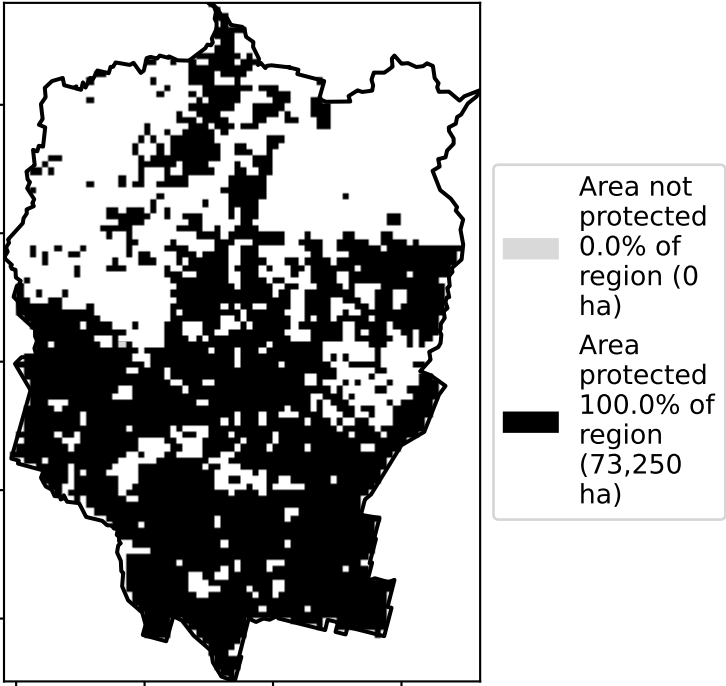 Area not
protected
0.0% of
region (0
ha)
Area
protected
100.0% of
region
(73,250
ha)